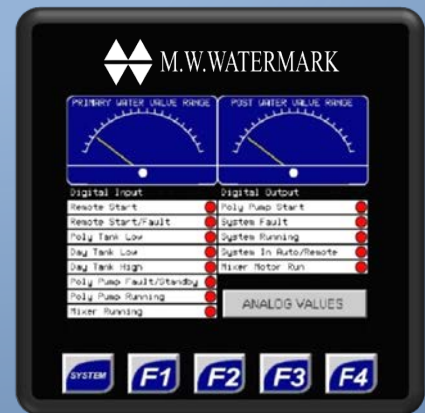 M.W.WATERMARK
PRIMARY WATER VALVE RANGE
POST WATER VALVE RANGE
Digital Input
Remote Start
Remote Start/Fault
Poly Tank Low
Day Tank Low
Day Tank High
Poly Pump Fault/Standby
Poly Pump Running
Mixer Running
Digital Output
Poly Pump Start
System Fault
System Running
System In Auto/Remote
Mixer Motor Run
ANALOG VALUES
SYSTEM
F1
F2
F3
F4